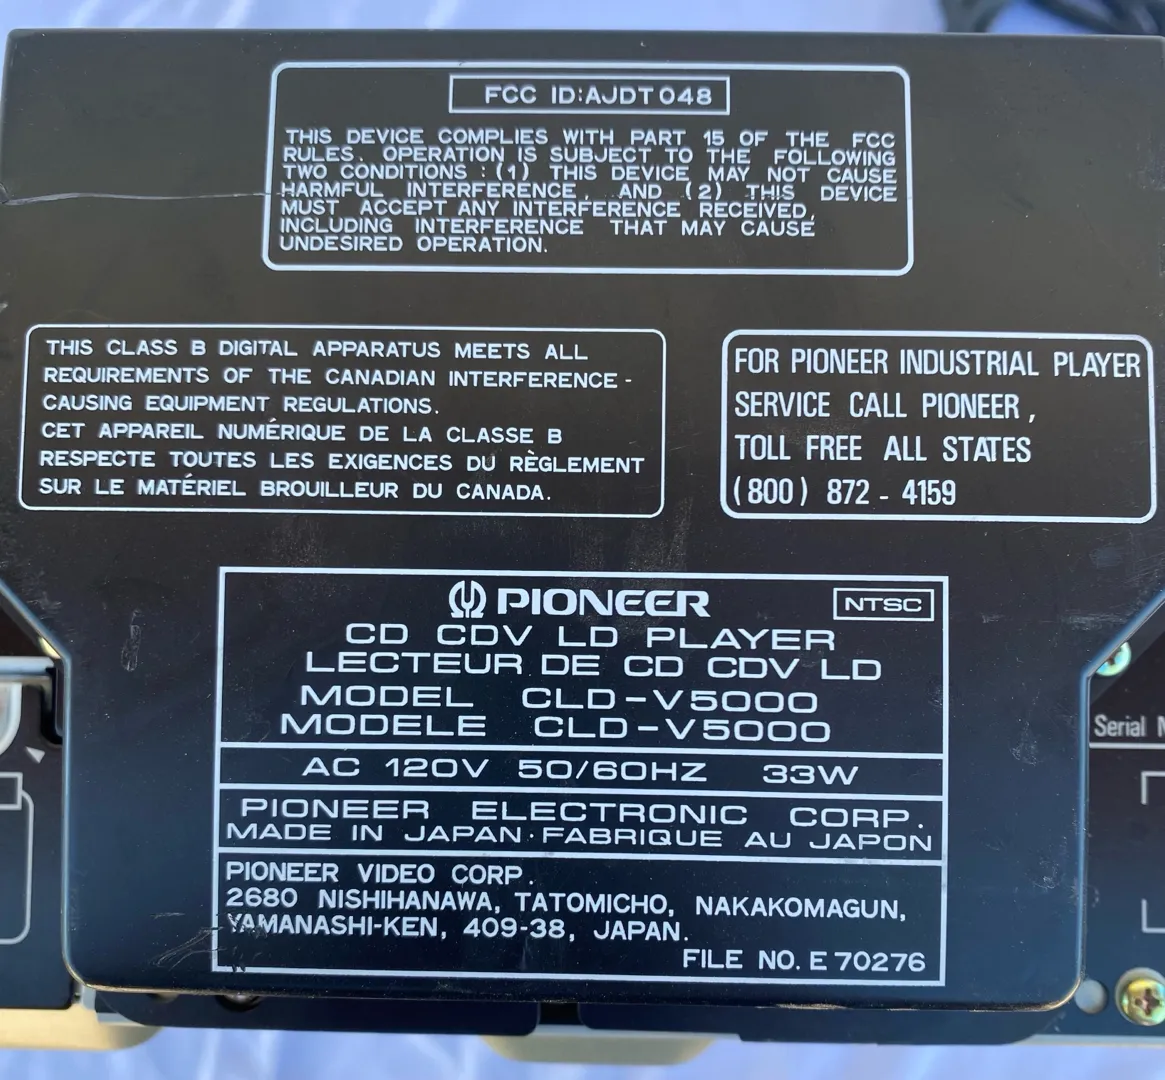 FCC ID:AJDT048
THIS DEVICE COMPLIES WITH PART 15 OF THE FCC
RULES. OPERATION IS SUBJECT TO THE FOLLOWING
TWO CONDITIONS : (1) THIS DEVICE MAY NOT CAUSE
HARMFUL INTERFERENCE, AND (2) THIS DEVICE
MUST ACCEPT ANY INTERFERENCE RECEIVED,
INCLUDING INTERFERENCE THAT MAY CAUSE
UNDESIRED OPERATION.
THIS CLASS B DIGITAL APPARATUS MEETS ALL
REQUIREMENTS OF THE CANADIAN INTERFERENCE -
CAUSING EQUIPMENT REGULATIONS.
CET APPAREIL NUMÉRIQUE DE LA CLASSE B
RESPECTE TOUTES LES EXIGENCES DU RÈGLEMENT
SUR LE MATÉRIEL BROUILLEUR DU CANADA.
FOR PIONEER INDUSTRIAL PLAYER
SERVICE CALL PIONEER,
TOLL FREE ALL STATES
(800) 872 - 4159
PIONEER NTSC
CD CDV LD PLAYER
LECTEUR DE CD CDV LD
MODEL CLD-V5000
MODELE CLD-V5000
AC 120V 50/60HZ 33W
PIONEER ELECTRONIC CORP.
MADE IN JAPAN·FABRIQUE AU JAPON
PIONEER VIDEO CORP.
2680 NISHIHANAWA, TATOMICHO, NAKAKOMAGUN,
YAMANASHI-KEN, 409-38, JAPAN.
FILE NO. E 70276
Serial